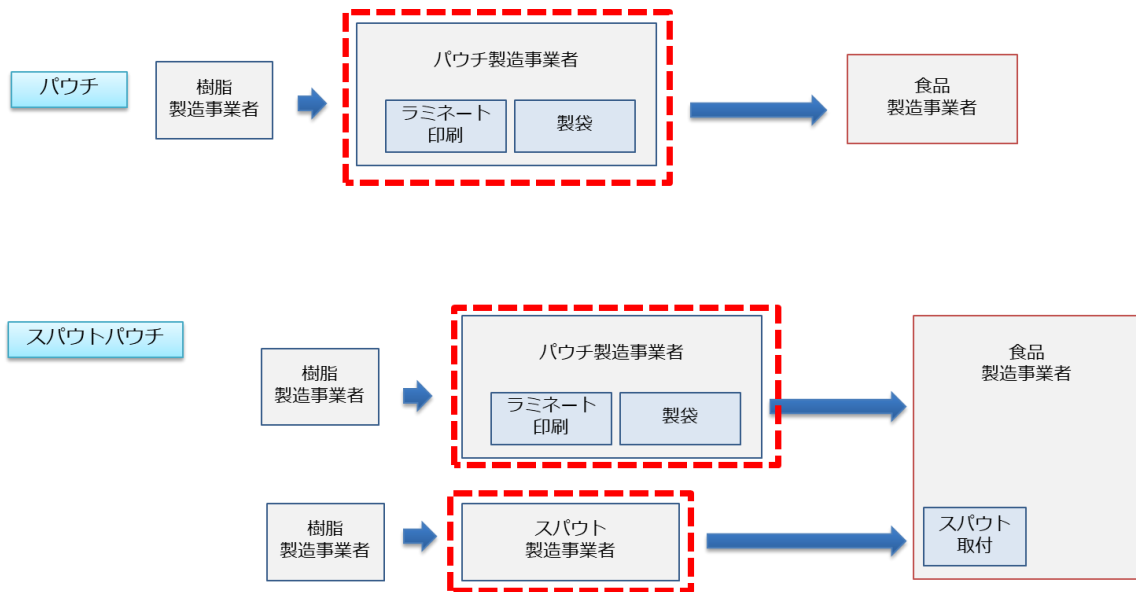 パウチ
樹脂
製造事業者
パウチ製造事業者
ラミネート
印刷
製袋
食品
製造事業者
スパウトパウチ
樹脂
製造事業者
パウチ製造事業者
ラミネート
印刷
製袋
食品
製造事業者
樹脂
製造事業者
スパウト
製造事業者
スパウト
取付